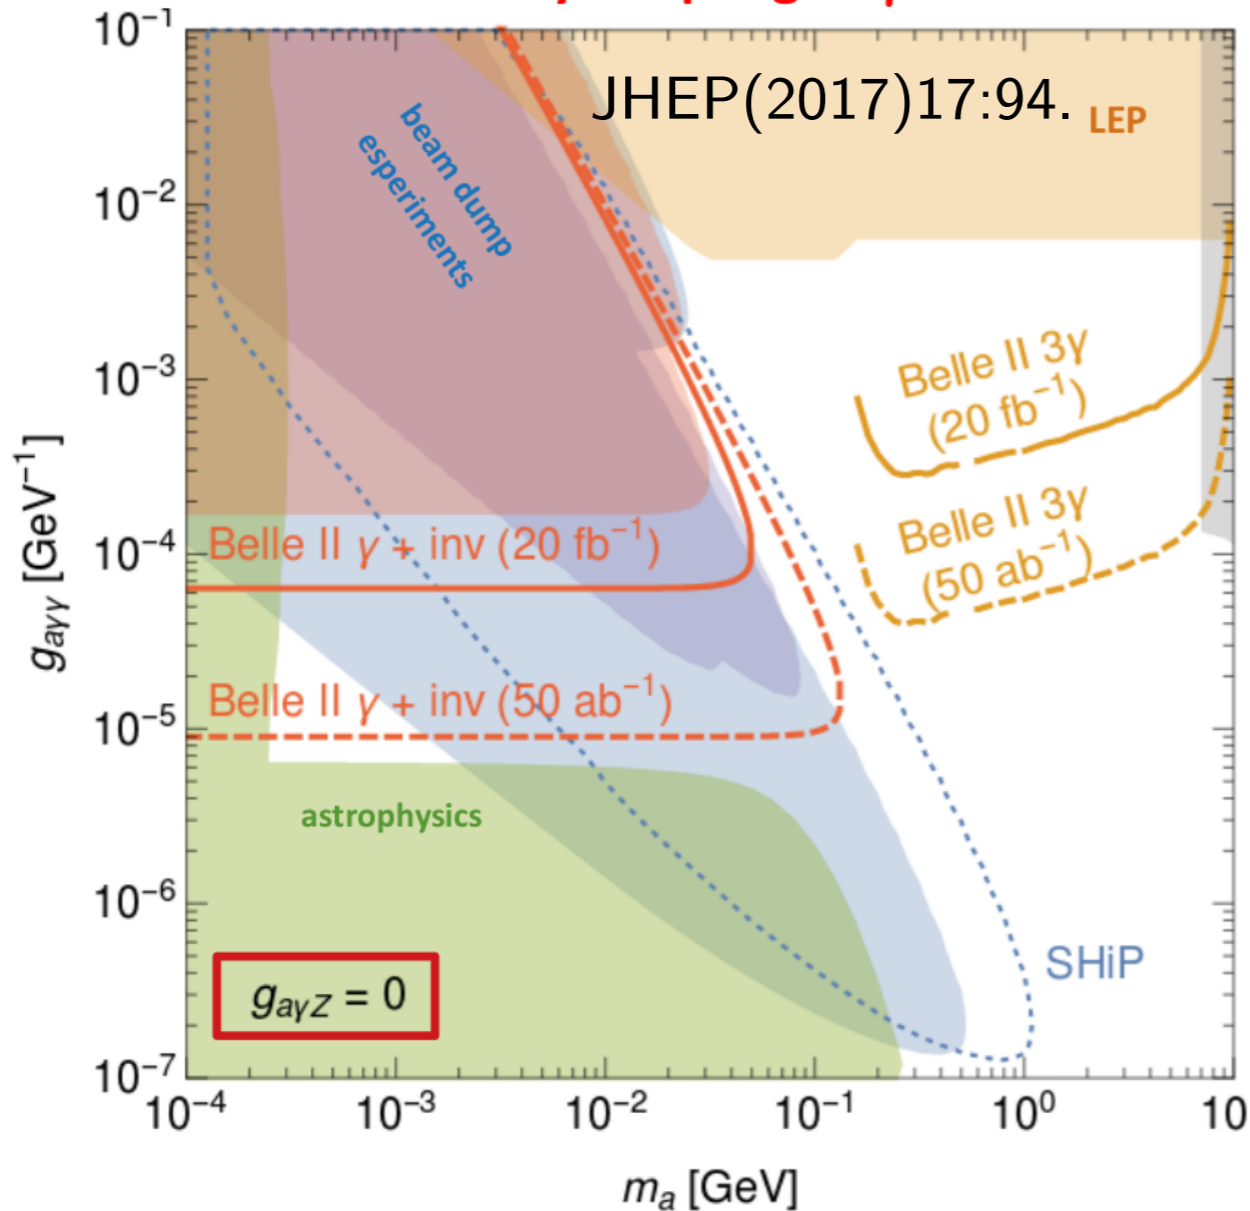 10⁻¹
10⁻²
10⁻³
10⁻⁴
10⁻⁵
10⁻⁶
10⁻⁷
gₐᵧᵧ [GeV⁻¹]
JHEP(2017)17:94.
LEP
beam dump
esperiments
Belle II 3γ
(20 fb⁻¹)
Belle II 3γ
(50 ab⁻¹)
Belle II γ + inv (20 fb⁻¹)
Belle II γ + inv (50 ab⁻¹)
astrophysics
SHiP
gₐᵧZ = 0
10⁻⁴
10⁻³
10⁻²
10⁻¹
10⁰
10
mₐ [GeV]